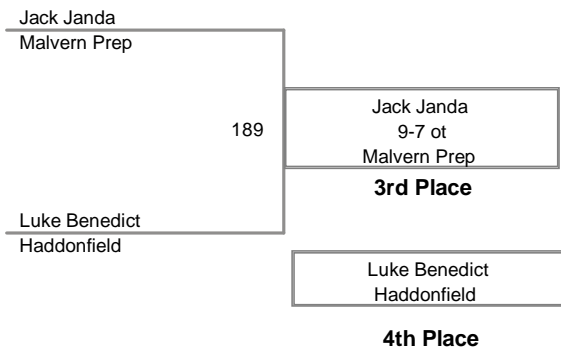 Jack Janda
Malvern Prep
189
Jack Janda
9-7 ot
Malvern Prep
3rd Place
Luke Benedict
Haddonfield
Luke Benedict
Haddonfield
4th Place